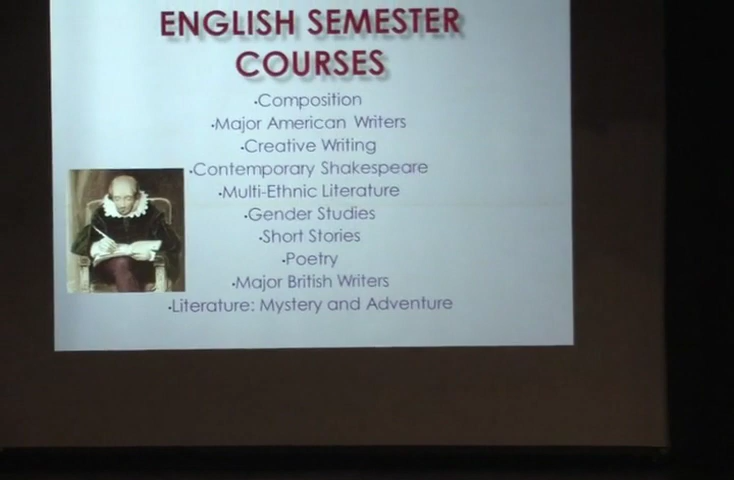 ENGLISH SEMESTER
COURSES
•Composition
•Major American Writers
•Creative Writing
•Contemporary Shakespeare
•Multi-Ethnic Literature
•Gender Studies
•Short Stories
•Poetry
•Major British Writers
•Literature: Mystery and Adventure